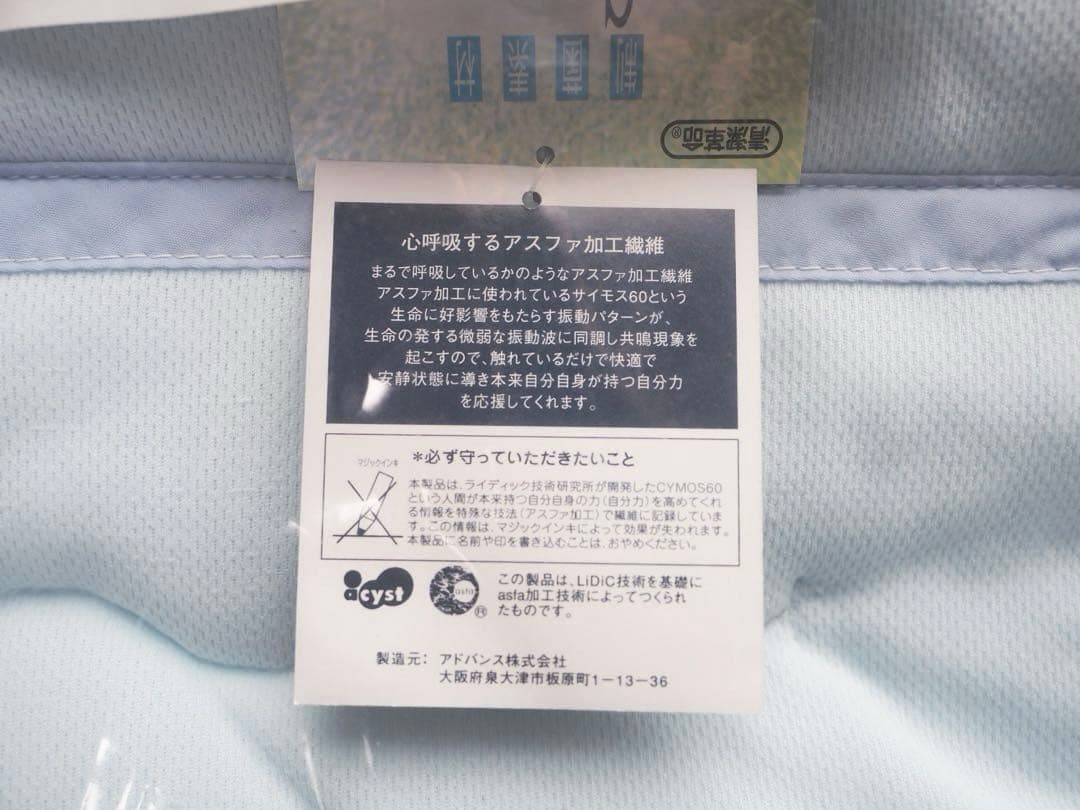 制菌素材
清潔革命®
心呼吸するアスファ加工繊維
まるで呼吸しているかのようなアスファ加工繊維
アスファ加工に使われているサイモス60という
生命に好影響をもたらす振動パターンが、
生命の発する微弱な振動波に同調し共鳴現象を
起こすので、触れているだけで快適で
安静状態に導き本来自分自身が持つ自分力
を応援してくれます。
マジックインキ
*必ず守っていただきたいこと
本製品は、ライディック技術研究所が開発したCYMOS60
という人間が本来持つ自分自身の力(自分力)を高めてくれ
る情報を特殊な技法(アスファ加工)で繊維に記録していま
す。この情報は、マジックインキによって効果が失われます。
本製品に名前や印を書き込むことは、おやめください。
acyst
asfa
®
この製品は、LiDiC技術を基礎に
asfa加工技術によってつくられ
たものです。
製造元: アドバンス株式会社
大阪府泉大津市板原町1-13-36